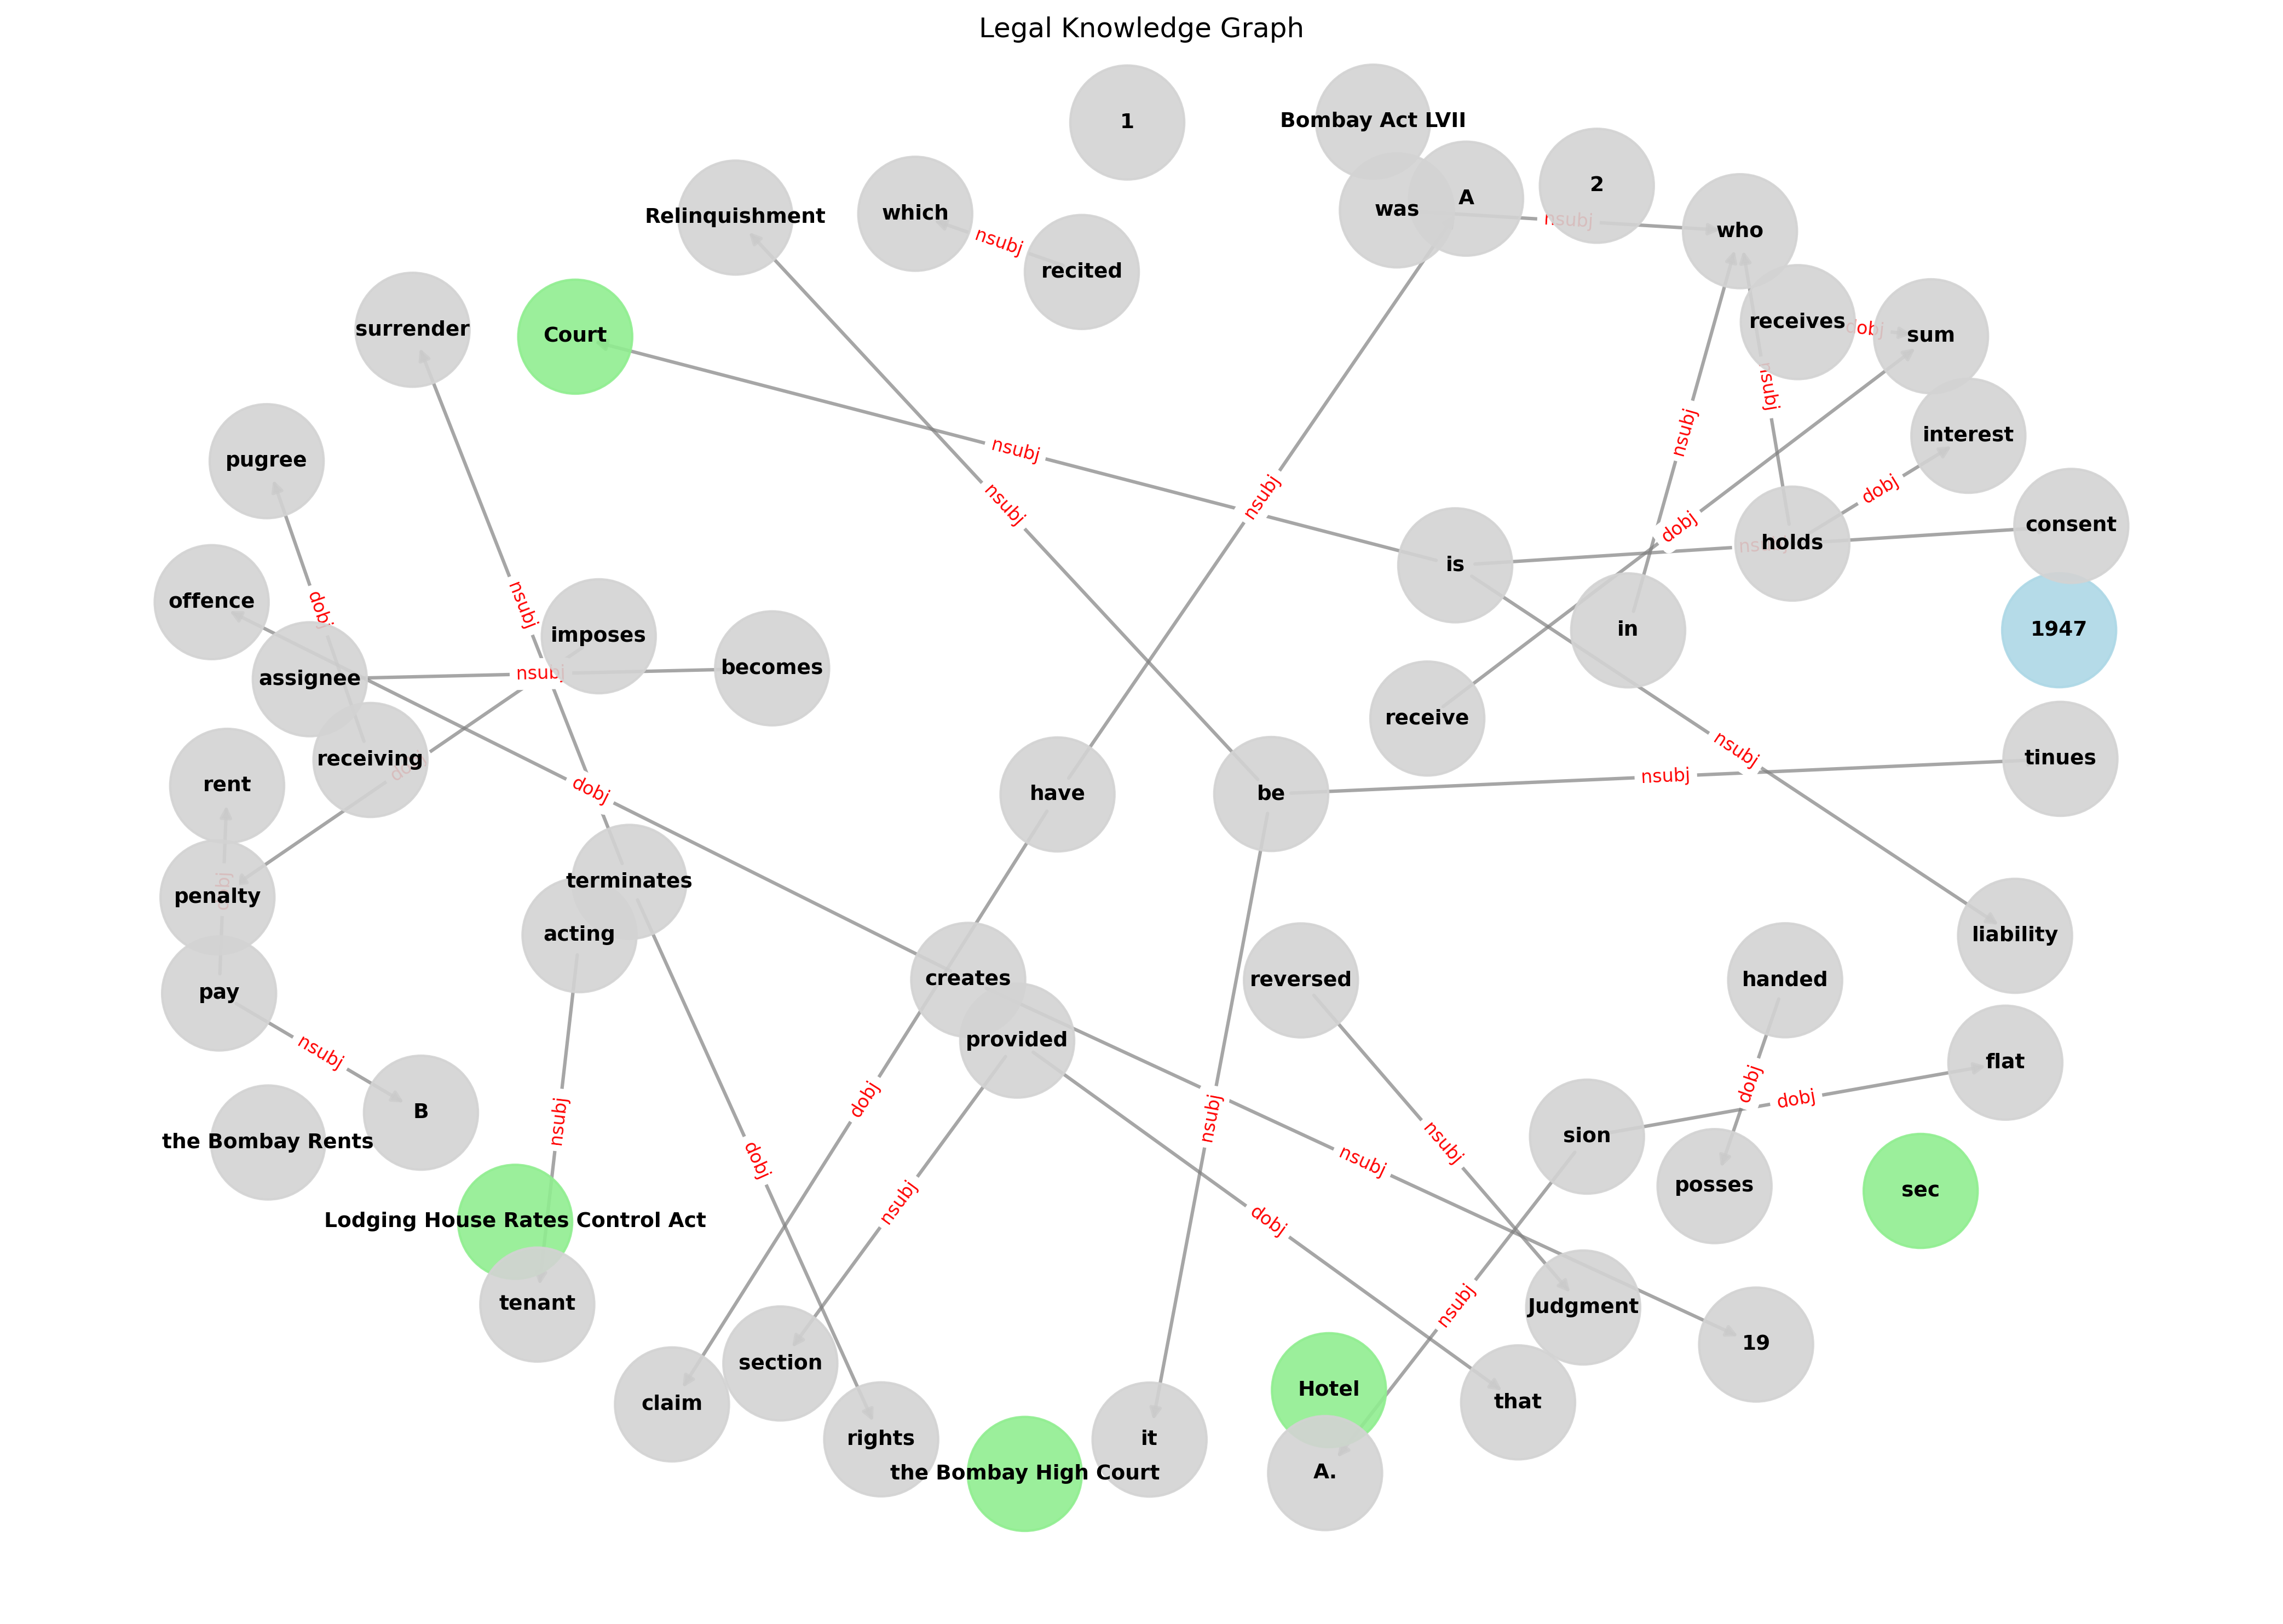 Legal Knowledge Graph
1
Bombay Act LVII
2
A
was
nsubj
who
Relinquishment
which
nsubj
recited
surrender
Court
receives
dobj
sum
nsubj
nsubj
interest
pugree
nsubj
nsubj
nsubj
dobj
consent
dobj
holds
nsubj
is
offence
dobj
nsubj
imposes
in
1947
assignee
nsubj
becomes
receive
nsubj
tinues
receiving
dobj
rent
dobj
have
be
nsubj
penalty
dobj
terminates
acting
liability
creates
reversed
handed
pay
provided
nsubj
dobj
flat
dobj
B
dobj
nsubj
nsubj
sion
the Bombay Rents
nsubj
dobj
nsubj
posses
sec
nsubj
dobj
Lodging House Rates Control Act
tenant
nsubj
Judgment
19
section
claim
Hotel
that
rights
it
the Bombay High Court
A.